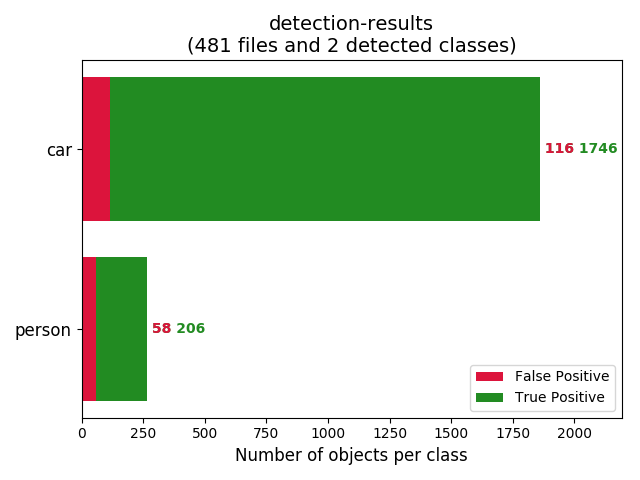 detection-results
(481 files and 2 detected classes)
car
116 1746
person
58 206
False Positive
True Positive
0 250 500 750 1000 1250 1500 1750 2000
Number of objects per class